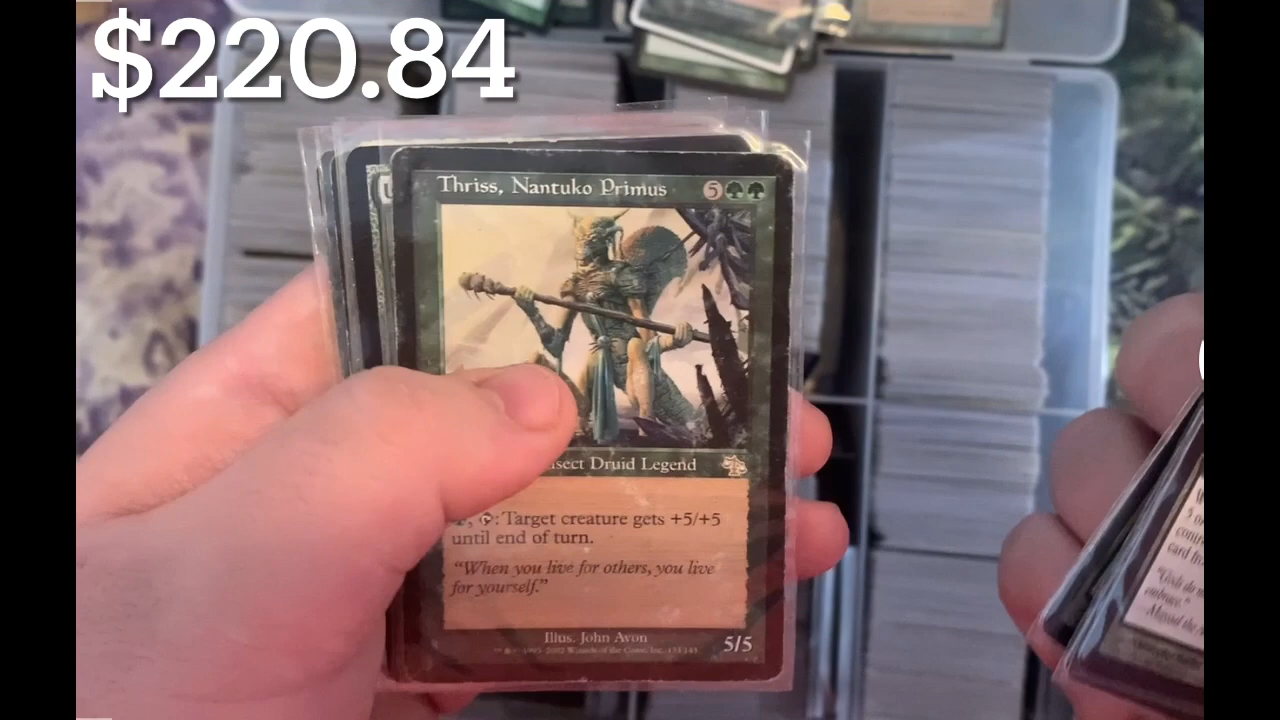 $220.84
Thriss, Nantuko Primus 5
Insect Druid Legend
: Target creature gets +5/+5
until end of turn.
"When you live for others, you live
for yourself."
Illus. John Avon
5/5